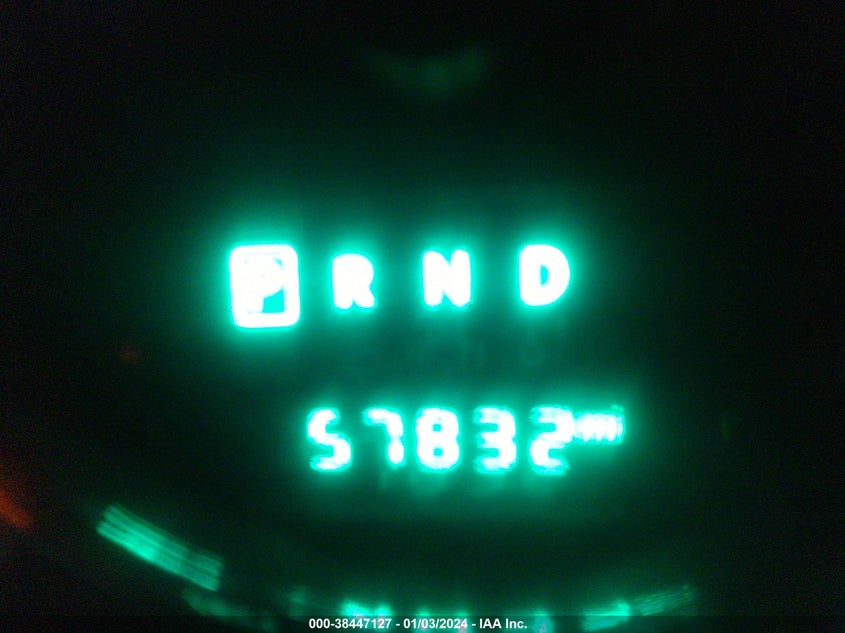 P R N D
57832 mi
000-38447127 - 01/03/2024 - IAA Inc.